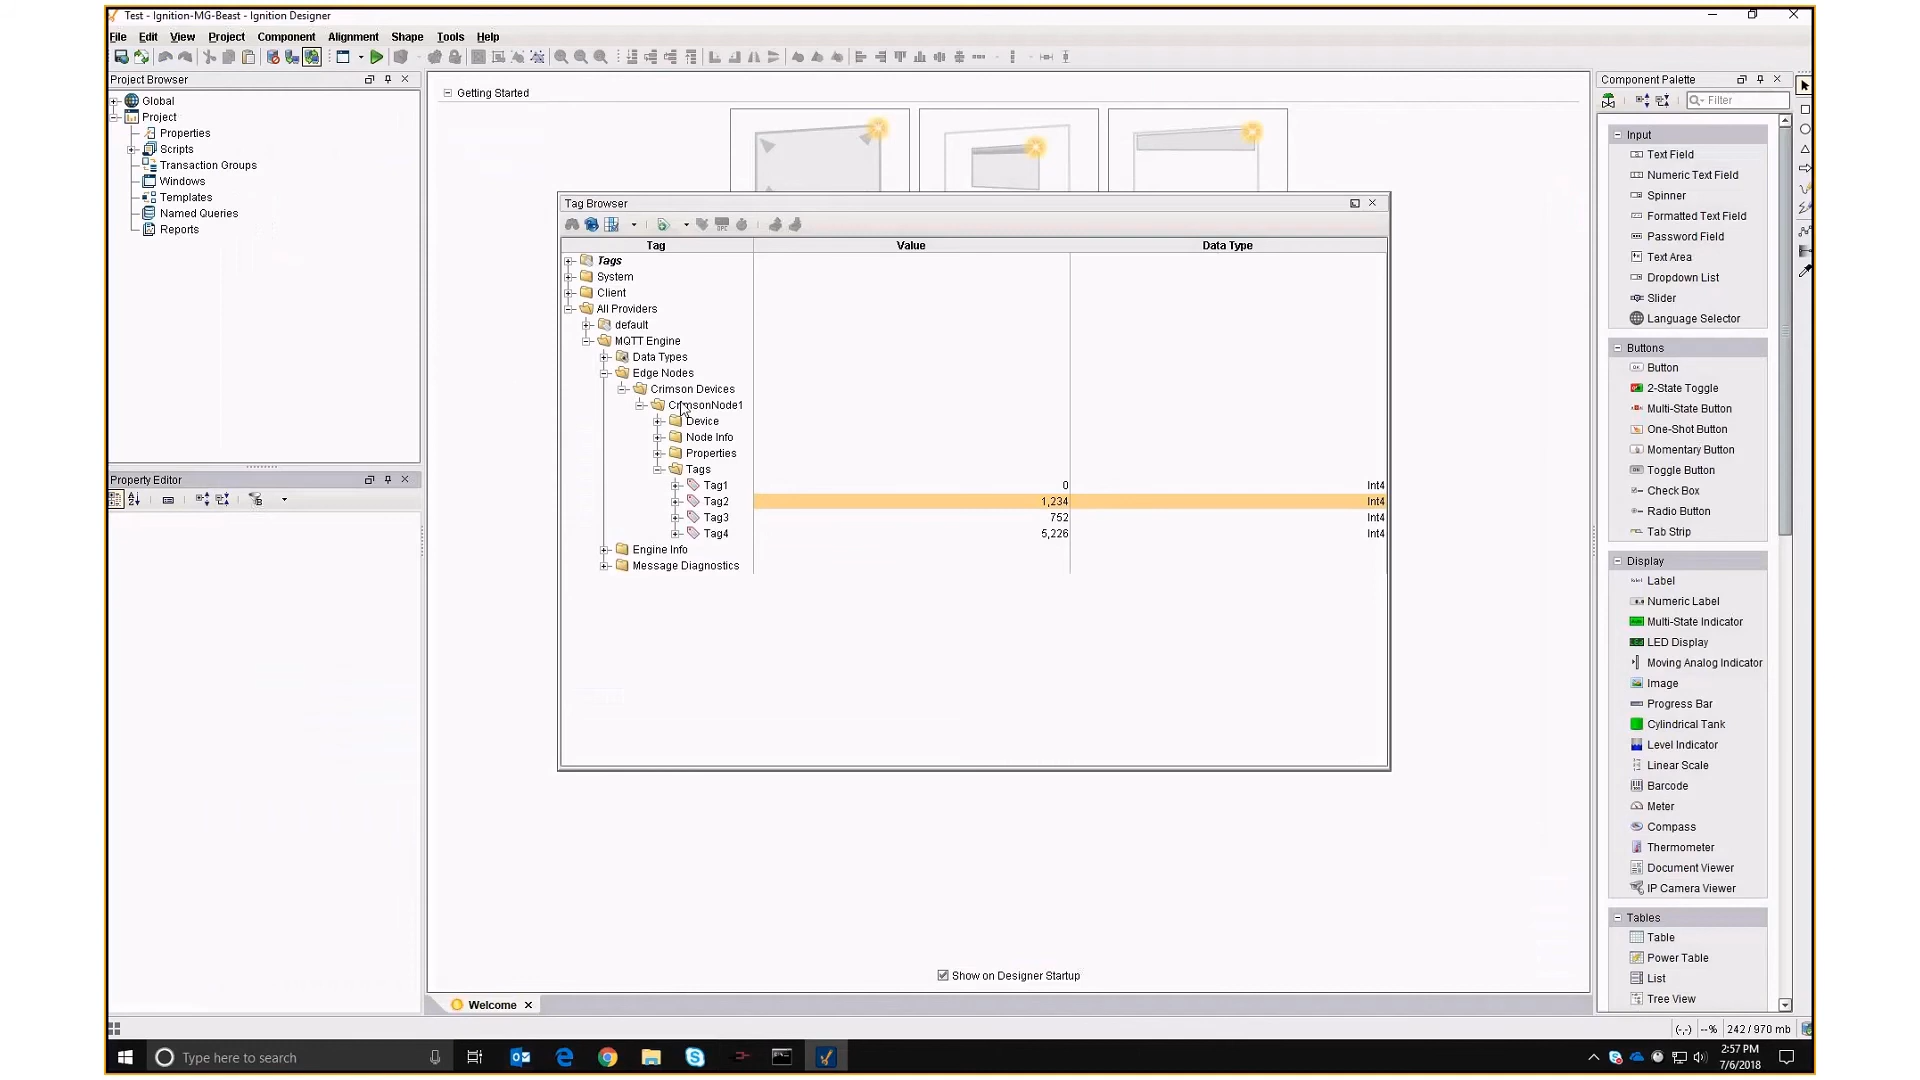 Test - Ignition-MG-Beast - Ignition Designer
File Edit View Project Component Alignment Shape Tools Help
Project Browser
Global
Project
Properties
Scripts
Transaction Groups
Windows
Templates
Named Queries
Reports
Property Editor
Getting Started
Tag Browser
Tag Value Data Type
Tags
System
Client
All Providers
default
MQTT Engine
Data Types
Edge Nodes
Crimson Devices
CrimsonNode1
Device
Node Info
Properties
Tags
Tag1 0 Int4
Tag2 1,234 Int4
Tag3 752 Int4
Tag4 5,226 Int4
Engine Info
Message Diagnostics
Show on Designer Startup
Welcome
Component Palette
Filter
Input
Text Field
Numeric Text Field
Spinner
Formatted Text Field
Password Field
Text Area
Dropdown List
Slider
Language Selector
Buttons
Button
2-State Toggle
Multi-State Button
One-Shot Button
Momentary Button
Toggle Button
Check Box
Radio Button
Tab Strip
Display
Label
Numeric Label
Multi-State Indicator
LED Display
Moving Analog Indicator
Image
Progress Bar
Cylindrical Tank
Level Indicator
Linear Scale
Barcode
Meter
Compass
Thermometer
Document Viewer
IP Camera Viewer
Tables
Table
Power Table
List
Tree View
(-,-) --% 242 / 970 mb
Type here to search
2:57 PM
7/6/2018